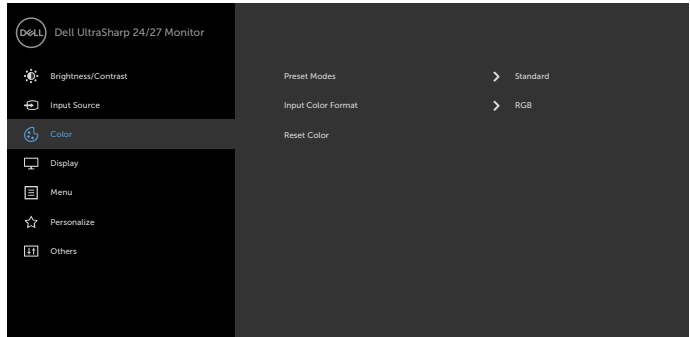 DELL Dell UltraSharp 24/27 Monitor
Brightness/Contrast Preset Modes Standard
Input Source Input Color Format RGB
Color Reset Color
Display
Menu
Personalize
Others